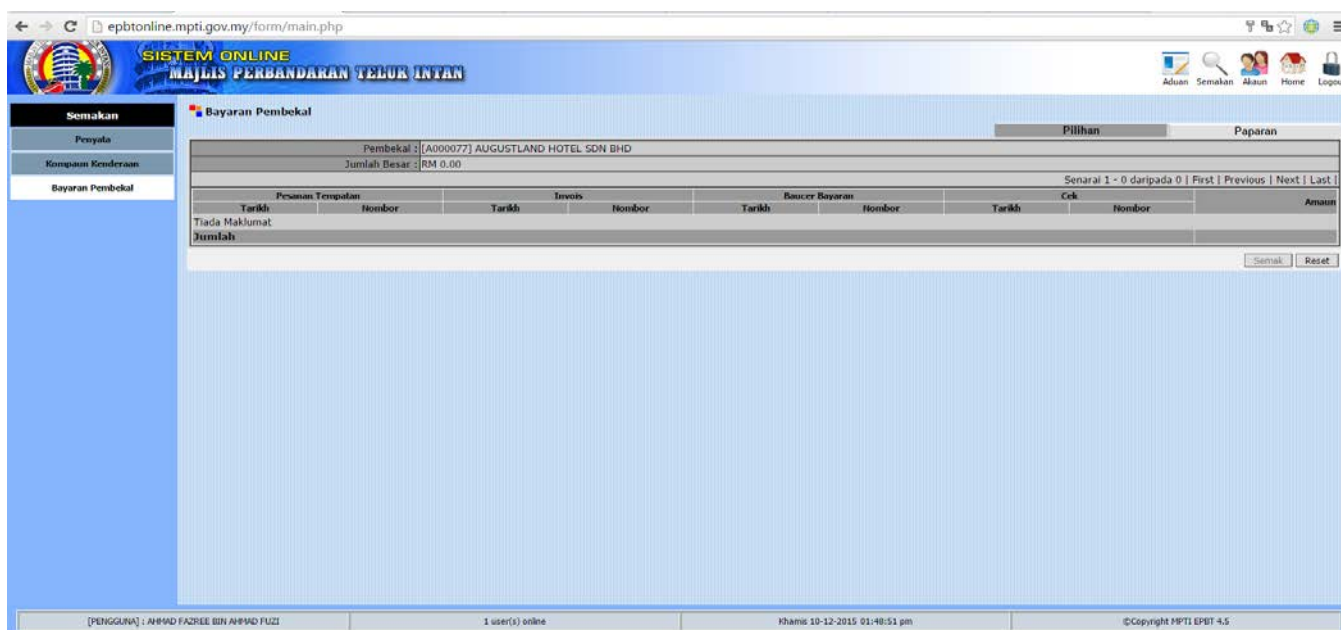 epbtonline.mpti.gov.my/form/main.php
SISTEM ONLINE
MAJLIS PERBANDARAN TELUK INTAN
Aduan Semakan Akaun Home Logou
Semakan
Penyata
Kompaun Kenderaan
Bayaran Pembekal
Bayaran Pembekal
Pilihan Paparan
Pembekal : [A000077] AUGUSTLAND HOTEL SDN BHD
Jumlah Besar : RM 0.00
Senarai 1 - 0 daripada 0 | First | Previous | Next | Last |
Pesanan Tempatan Invois Baucer Bayaran Cek Amaun
Tarikh Nombor Tarikh Nombor Tarikh Nombor Tarikh Nombor
Tiada Maklumat
Jumlah
Semak Reset
[PENGGUNA] : AHMAD FAZREE BIN AHMAD FUZI 1 user(s) online Khamis 10-12-2015 01:48:51 pm ©Copyright MPTI EPBT 4.5